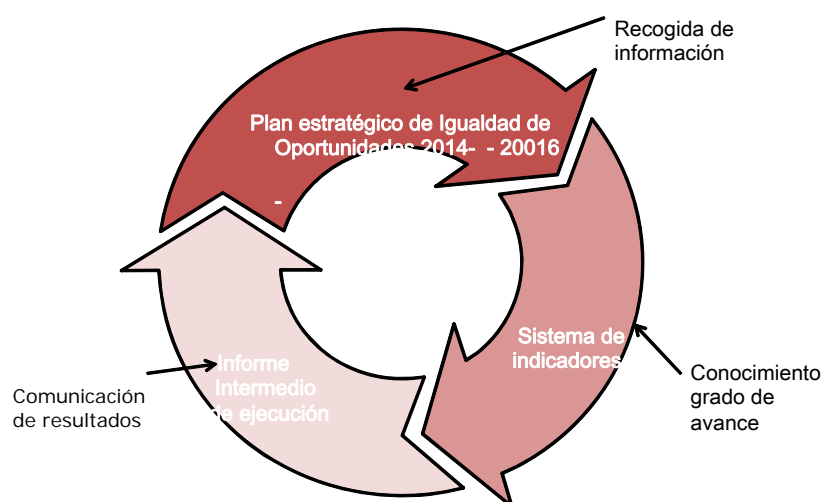 Recogida de
información
Plan estratégico de Igualdad de
Oportunidades 2014- - 20016
-
Sistema de
indicadores
Conocimiento
grado de
avance
Informe
Intermedio
de ejecución
Comunicación
de resultados